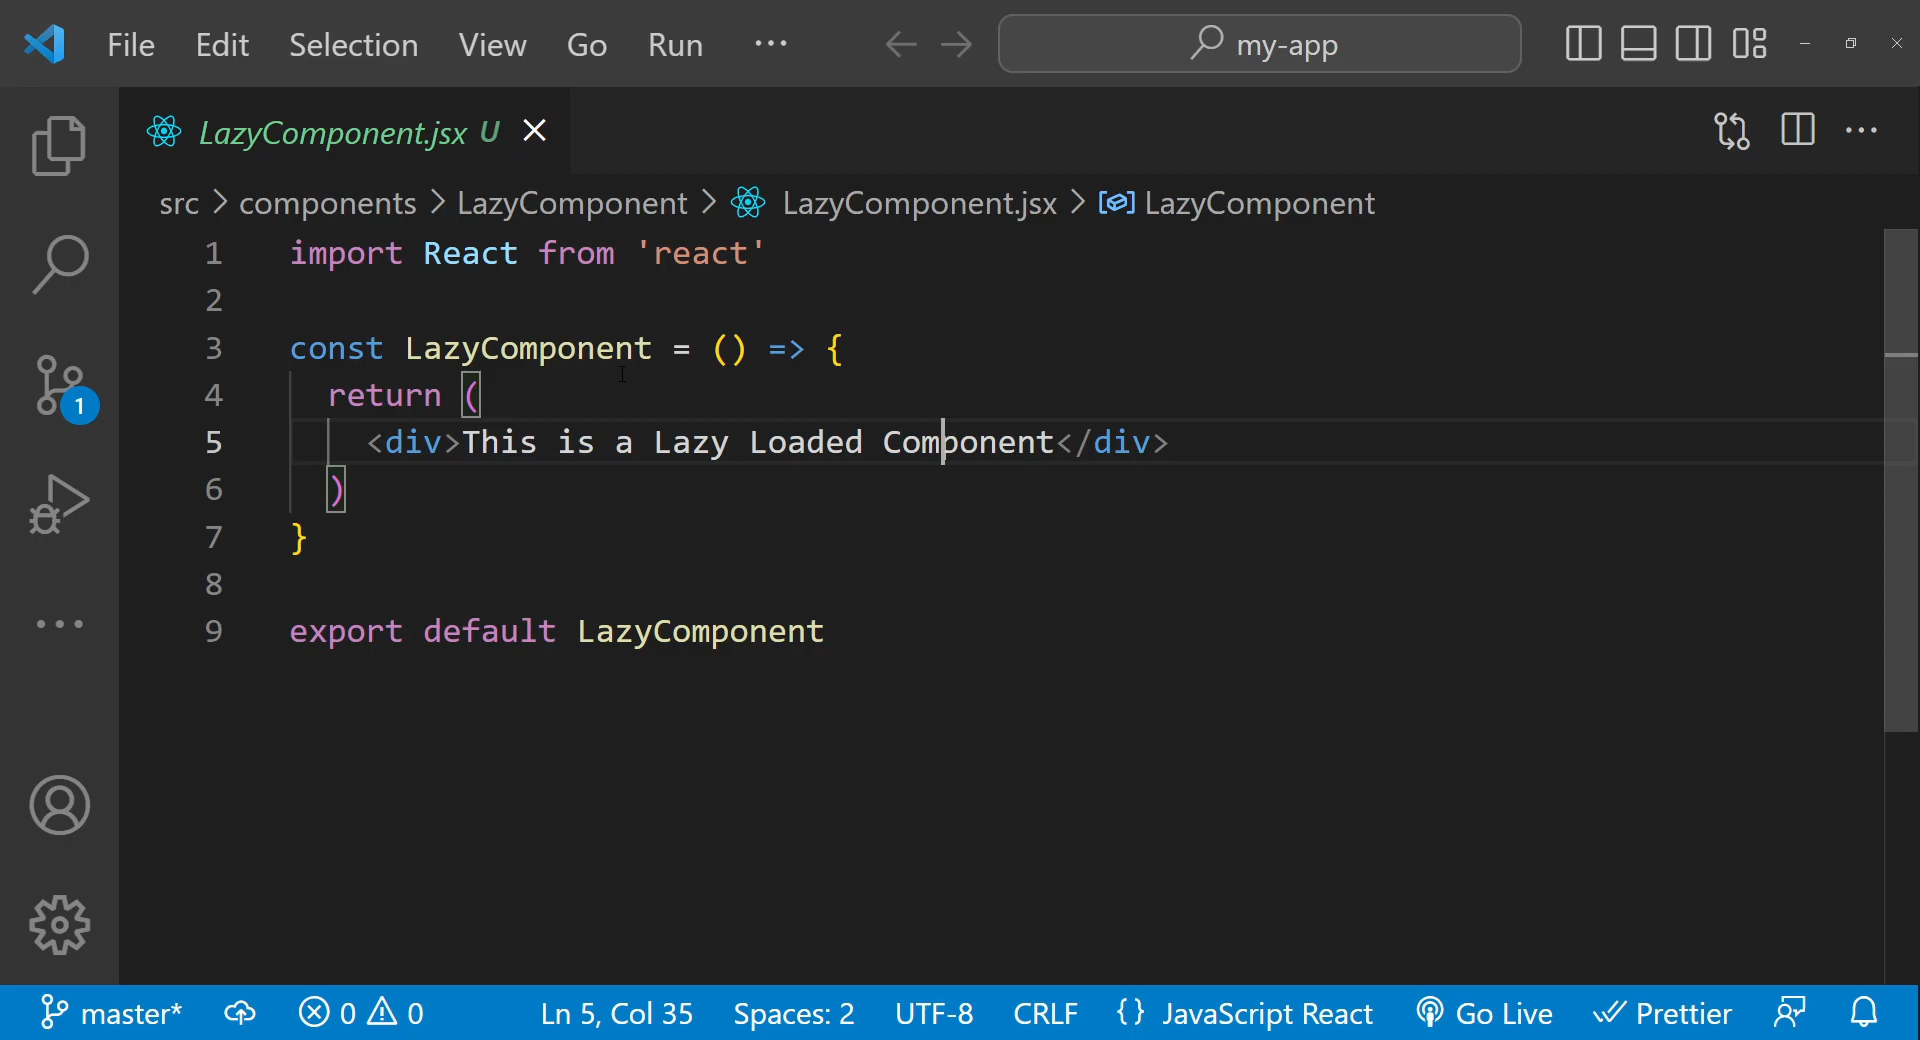 File Edit Selection View Go Run ··· my-app
LazyComponent.jsx U
src > components > LazyComponent > LazyComponent.jsx > LazyComponent
1 import React from 'react'
2
3 const LazyComponent = () => {
4 return (
5 <div>This is a Lazy Loaded Component</div>
6 )
7 }
8
9 export default LazyComponent
1
master* 0 0 Ln 5, Col 35 Spaces: 2 UTF-8 CRLF {} JavaScript React Go Live Prettier